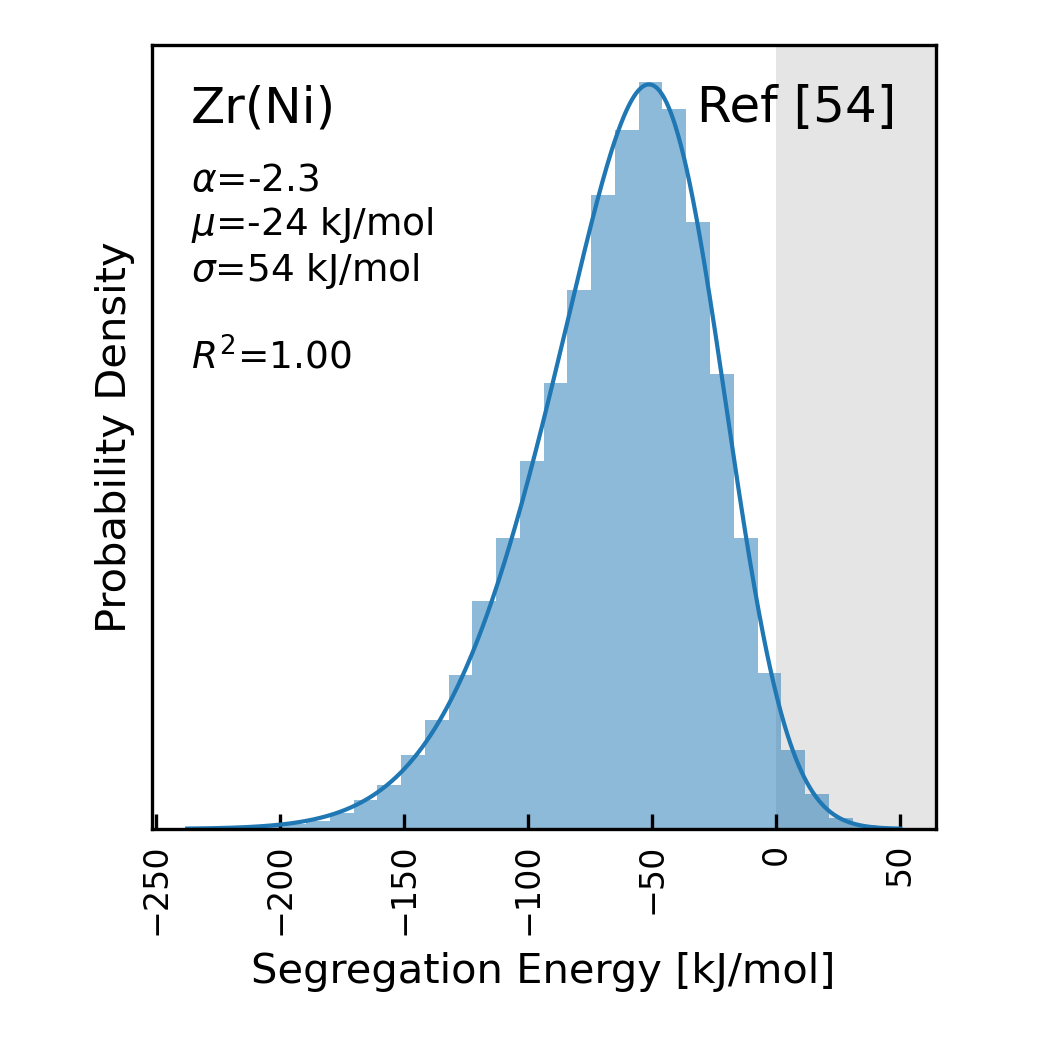 Zr(Ni)
Ref [54]
α=-2.3
μ=-24 kJ/mol
σ=54 kJ/mol
R²=1.00
Probability Density
−250
−200
−150
−100
−50
0
50
Segregation Energy [kJ/mol]